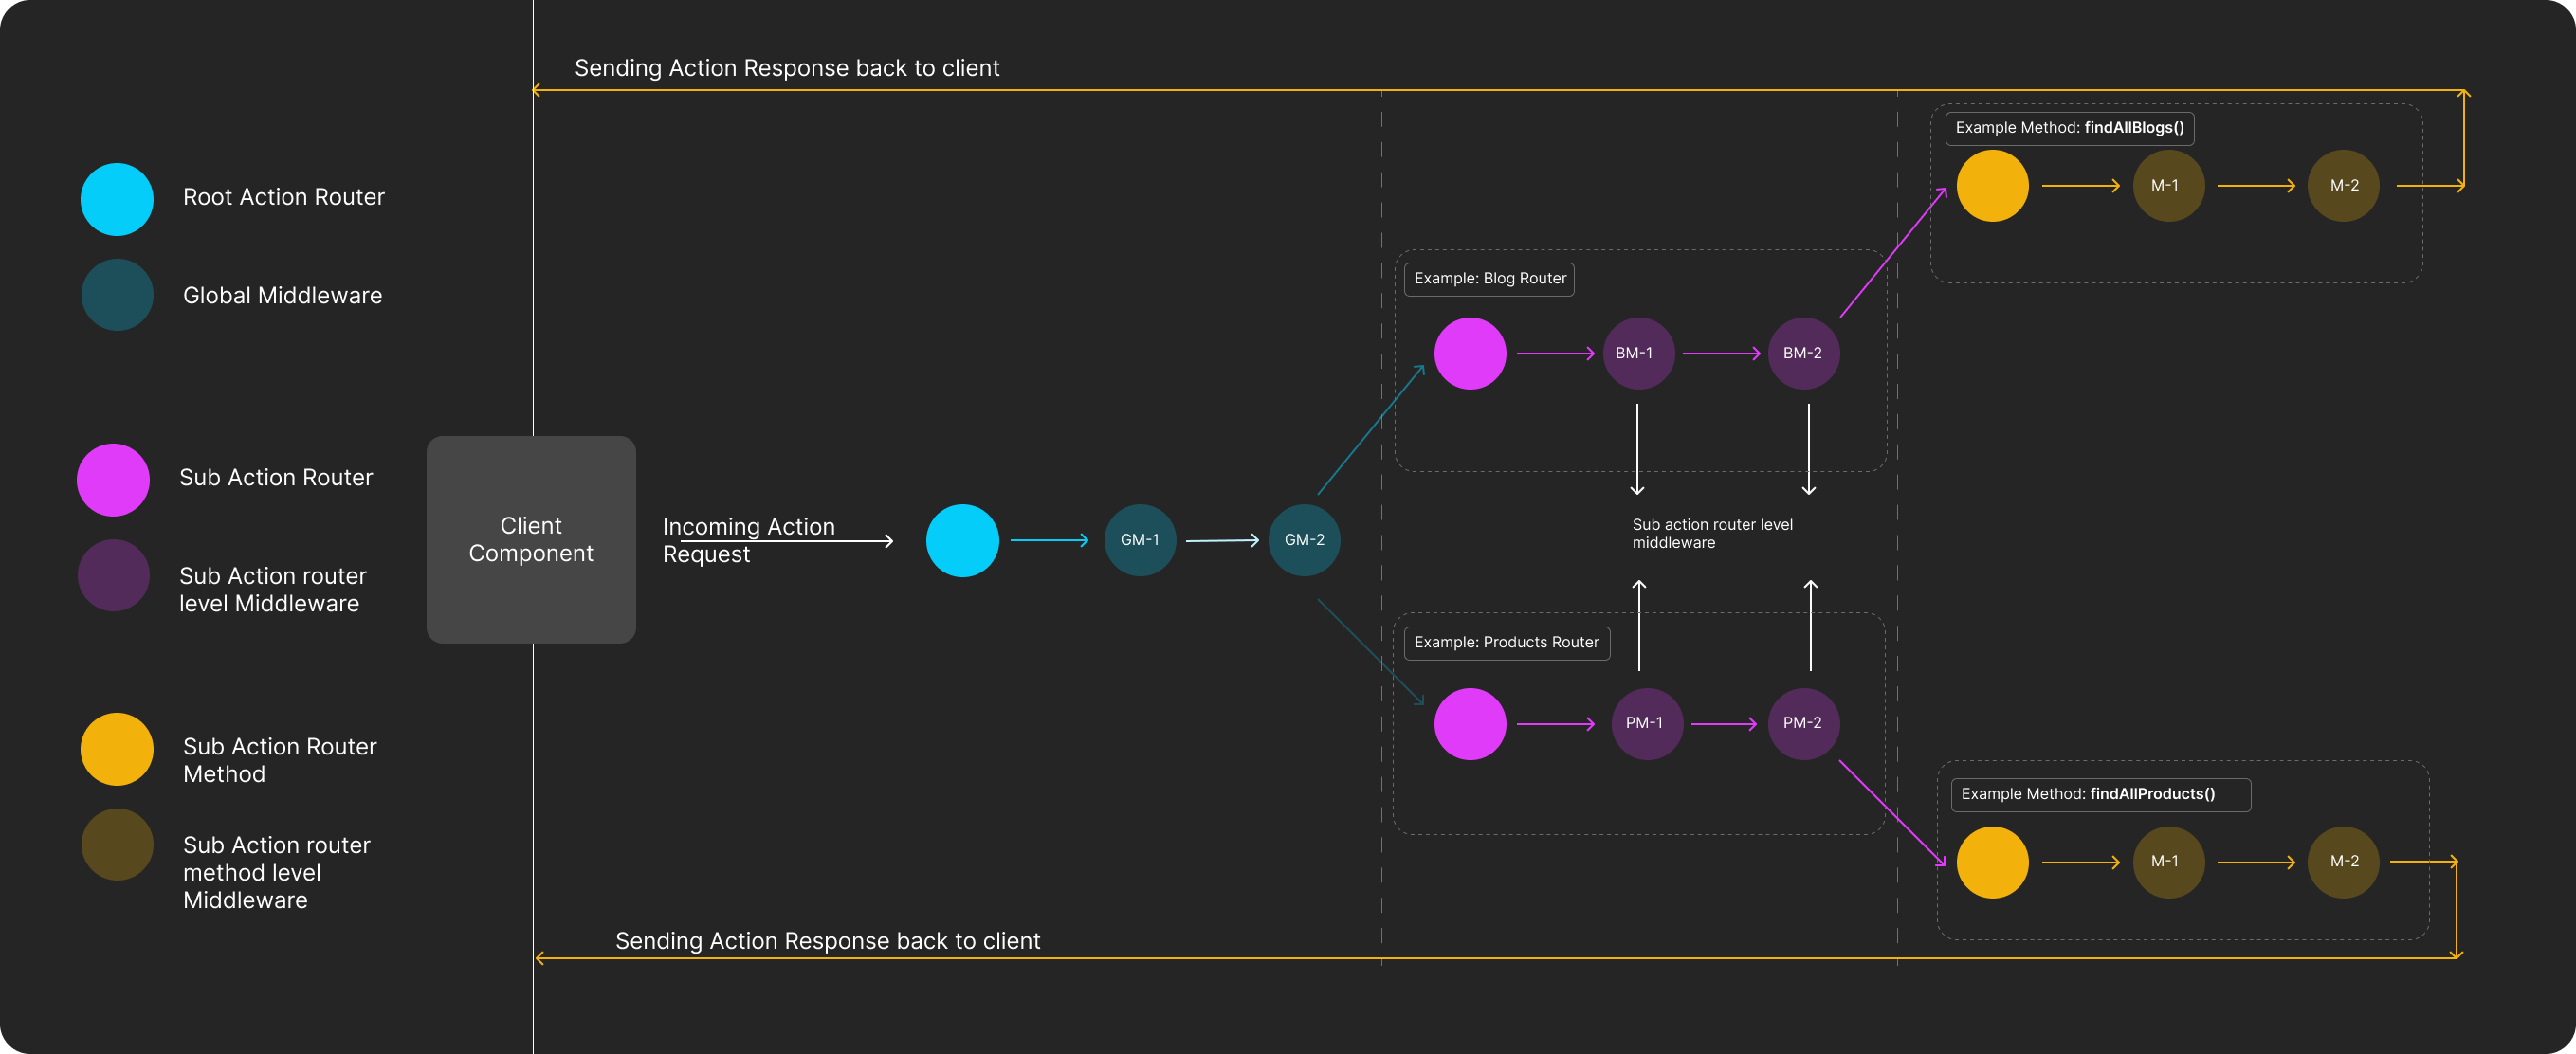 Sending Action Response back to client
Root Action Router
Global Middleware
Sub Action Router
Sub Action router
level Middleware
Sub Action Router
Method
Sub Action router
method level
Middleware
Client
Component
Incoming Action
Request
GM-1
GM-2
Example: Blog Router
BM-1
BM-2
Sub action router level
middleware
Example: Products Router
PM-1
PM-2
Example Method: findAllBlogs()
M-1
M-2
Example Method: findAllProducts()
M-1
M-2
Sending Action Response back to client